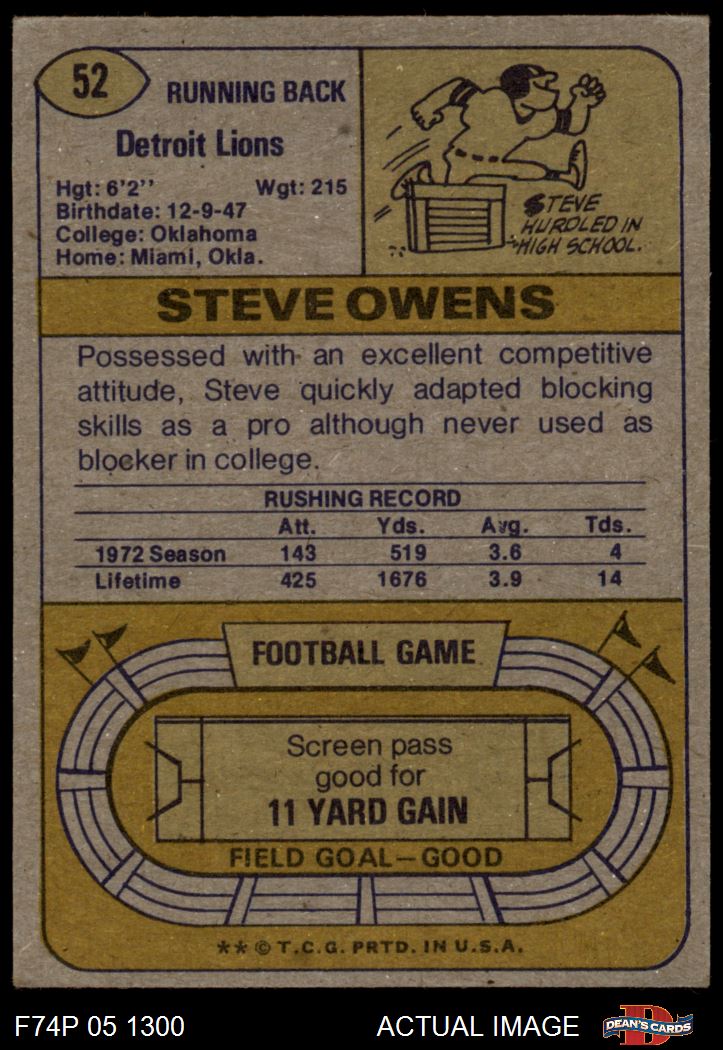 52
RUNNING BACK
Detroit Lions
Hgt: 6'2'' Wgt: 215
Birthdate: 12-9-47
College: Oklahoma
Home: Miami, Okla.
STEVE
HURDLED IN
HIGH SCHOOL.
STEVE OWENS
Possessed with an excellent competitive
attitude, Steve quickly adapted blocking
skills as a pro although never used as
blocker in college.
RUSHING RECORD
Att. Yds. Avg. Tds.
1972 Season 143 519 3.6 4
Lifetime 425 1676 3.9 14
FOOTBALL GAME
Screen pass
good for
11 YARD GAIN
FIELD GOAL—GOOD
** © T.C.G. PRTD. IN U.S.A.
F74P 05 1300 ACTUAL IMAGE D DEAN'S CARDS